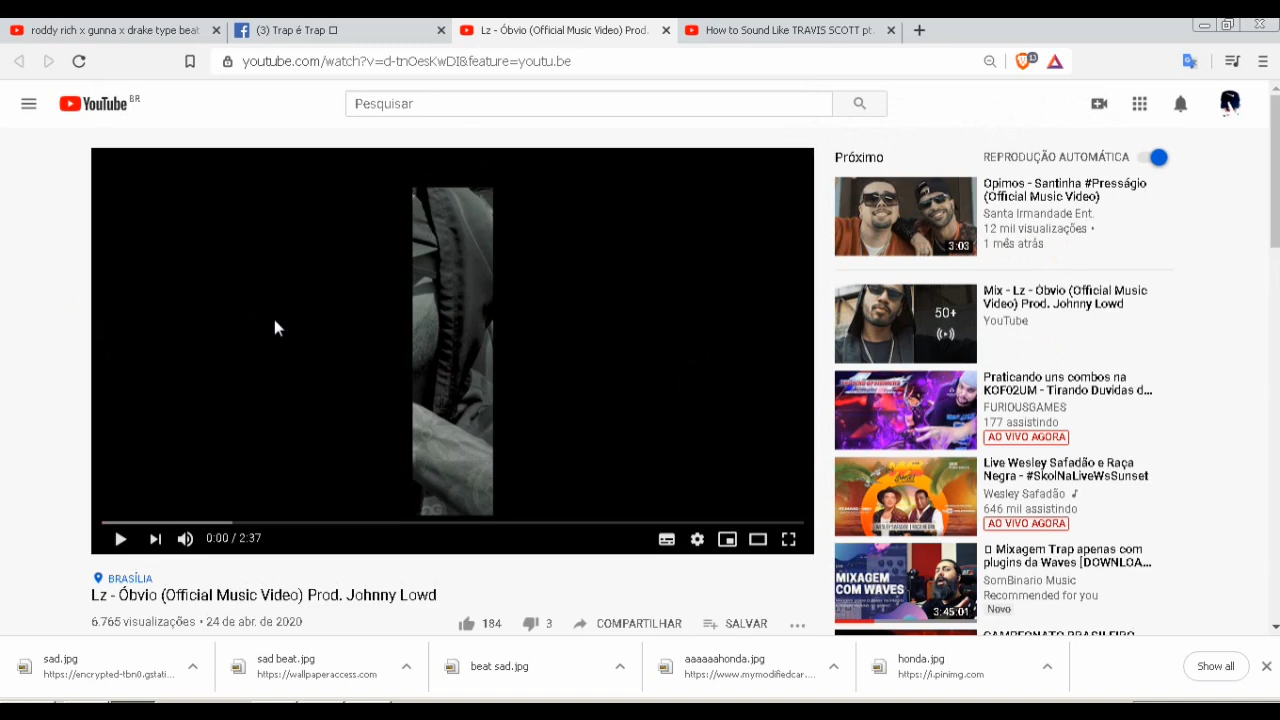 roddy rich x gunna x drake type beat
(3) Trap é Trap
Lz - Óbvio (Official Music Video) Prod.
How to Sound Like TRAVIS SCOTT pt.
youtube.com/watch?v=d-tnOesKwDI&feature=youtu.be
YouTube BR
Pesquisar
Próximo
REPRODUÇÃO AUTOMÁTICA
Opimos - Santinha #Presságio
(Official Music Video)
Santa Irmandade Ent.
12 mil visualizações •
1 mês atrás
3:03
Mix - Lz - Óbvio (Official Music
Video) Prod. Johnny Lowd
YouTube
50+
Praticando uns combos na
KOF02UM - Tirando Duvidas d...
FURIOUSGAMES
177 assistindo
AO VIVO AGORA
Live Wesley Safadão e Raça
Negra - #SkolNaLiveWsSunset
Wesley Safadão
646 mil assistindo
AO VIVO AGORA
Mixagem Trap apenas com
plugins da Waves [DOWNLOA...
SomBinario Music
Recommended for you
Novo
MIXAGEM
COM WAVES
3:45:01
CAMPEONATO BRASILEIRO
0:00 / 2:37
BRASÍLIA
Lz - Óbvio (Official Music Video) Prod. Johnny Lowd
6.765 visualizações • 24 de abr. de 2020
184
3
COMPARTILHAR
SALVAR
sad.jpg
https://encrypted-tbn0.gstati...
sad beat.jpg
https://wallpaperaccess.com
beat sad.jpg
aaaaaahonda.jpg
https://www.mymodifiedcar....
honda.jpg
https://i.pinimg.com
Show all